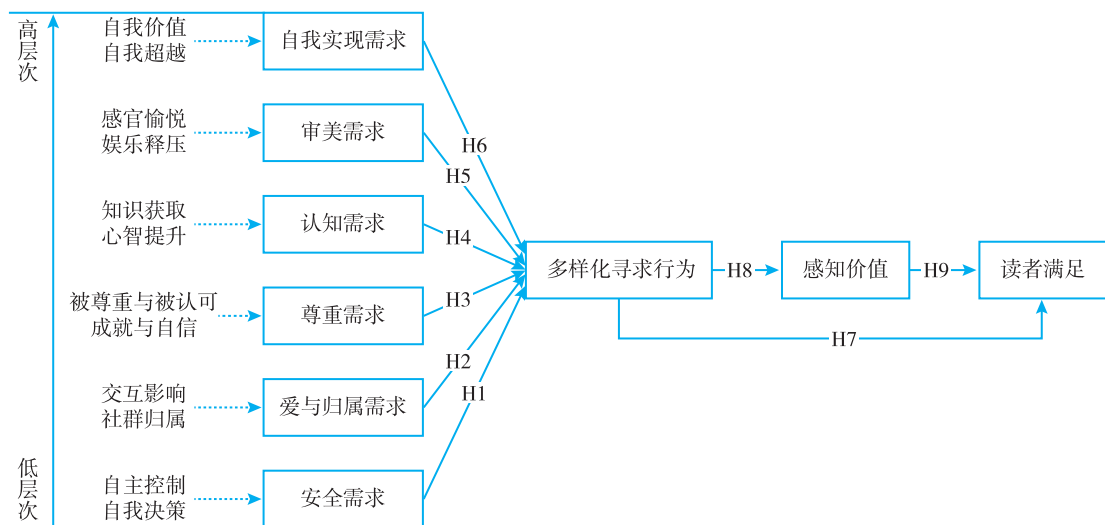 高层次
自我价值
自我超越
自我实现需求
感官愉悦
娱乐释压
审美需求
H6
H5
知识获取
心智提升
认知需求
H4
多样化寻求行为
H8
感知价值
H9
读者满足
被尊重与被认可
成就与自信
尊重需求
H3
H7
H2
交互影响
社群归属
爱与归属需求
H1
低层次
自主控制
自我决策
安全需求